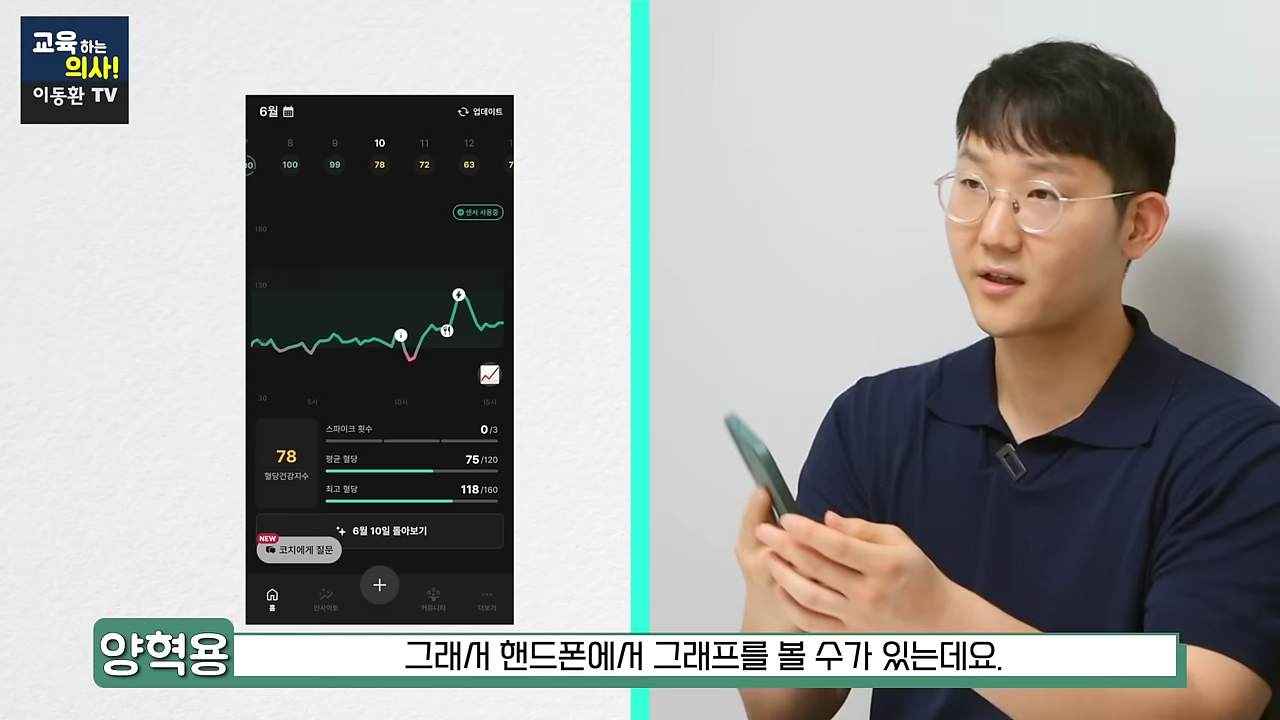 교육하는
의사!
이동환 TV
6월
업데이트
8 9 10 11 12
100 99 78 72 63
센서 사용중
180
130
30
5시 10시 15시
78
혈당건강지수
스파이크 횟수 0/3
평균 혈당 75/120
최고 혈당 118/160
6월 10일 돌아보기
NEW
코치에게 질문
홈 인사이트 커뮤니티 더보기
양혁용
그래서 핸드폰에서 그래프를 볼 수가 있는데요.